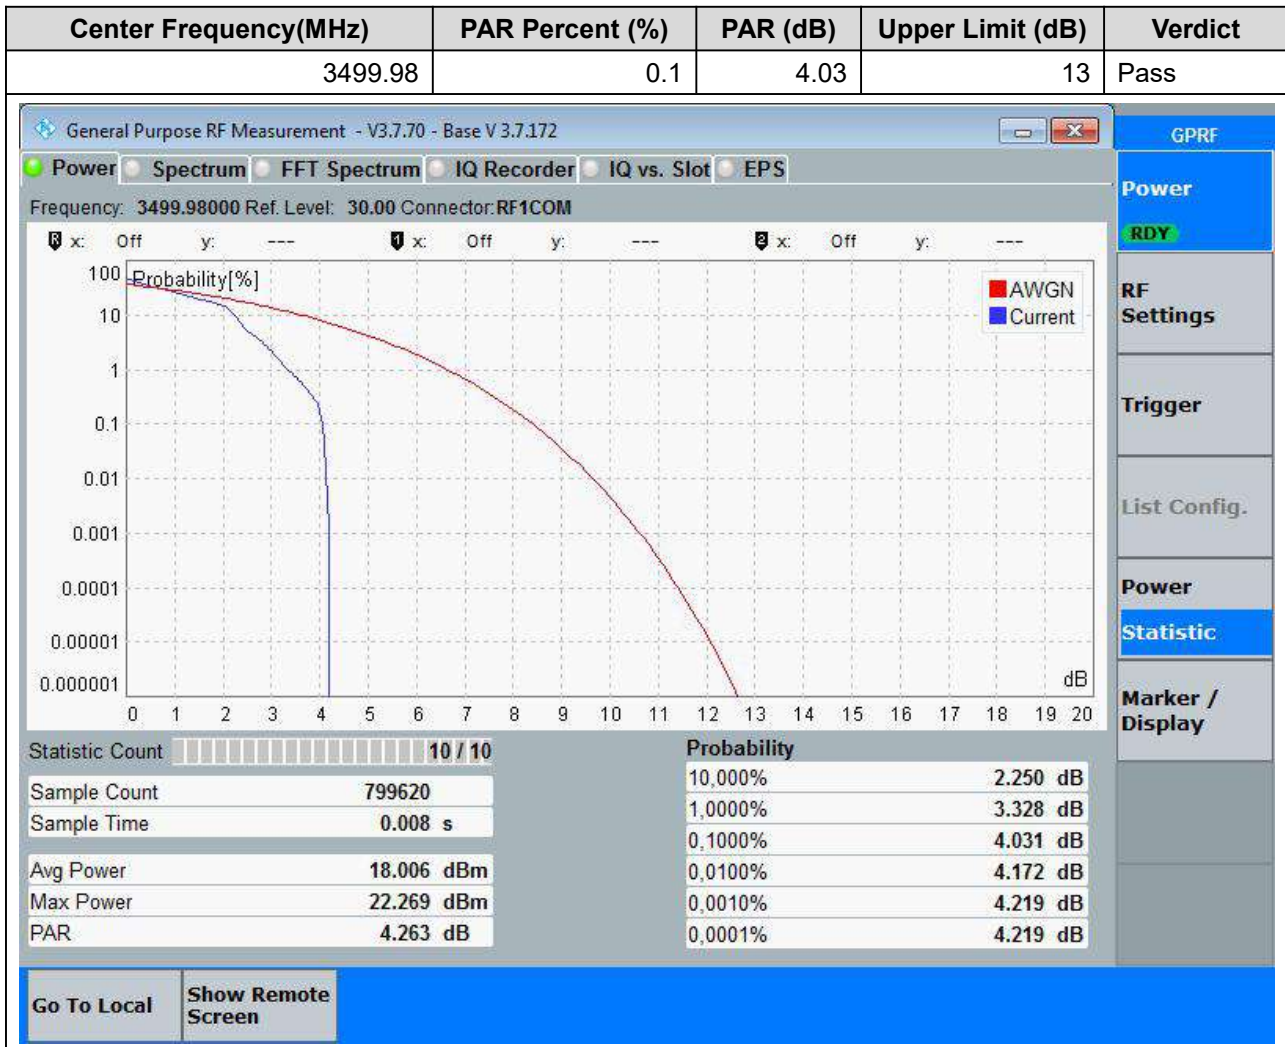 Center Frequency(MHz) PAR Percent (%) PAR (dB) Upper Limit (dB) Verdict
3499.98 0.1 4.03 13 Pass
General Purpose RF Measurement - V3.7.70 - Base V 3.7.172
GPRF
Power Spectrum FFT Spectrum IQ Recorder IQ vs. Slot EPS
Frequency: 3499.98000 Ref. Level: 30.00 Connector: RF1COM
R x: Off y: --- 1 x: Off y: --- 2 x: Off y: ---
Probability[%]
100
10
1
0.1
0.01
0.001
0.0001
0.00001
0.000001
AWGN
Current
dB
0 1 2 3 4 5 6 7 8 9 10 11 12 13 14 15 16 17 18 19 20
Statistic Count 10 / 10
Sample Count 799620
Sample Time 0.008 s
Avg Power 18.006 dBm
Max Power 22.269 dBm
PAR 4.263 dB
Probability
10,000% 2.250 dB
1,0000% 3.328 dB
0,1000% 4.031 dB
0,0100% 4.172 dB
0,0010% 4.219 dB
0,0001% 4.219 dB
Power
RDY
RF
Settings
Trigger
List Config.
Power
Statistic
Marker /
Display
Go To Local
Show Remote
Screen